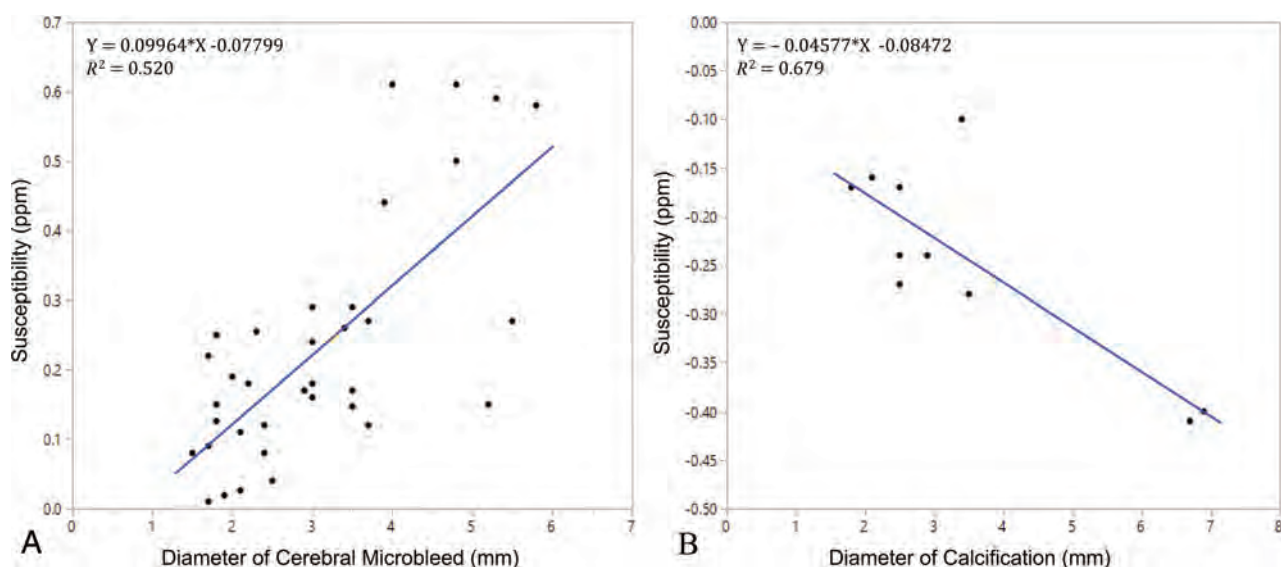 Y = 0.09964*X -0.07799
R² = 0.520
0.7
0.6
0.5
0.4
0.3
0.2
0.1
0.0
Susceptibility (ppm)
0 1 2 3 4 5 6 7
Diameter of Cerebral Microbleed (mm)
A
Y = - 0.04577*X -0.08472
R² = 0.679
0.00
-0.05
-0.10
-0.15
-0.20
-0.25
-0.30
-0.35
-0.40
-0.45
-0.50
Susceptibility (ppm)
0 1 2 3 4 5 6 7 8
Diameter of Calcification (mm)
B